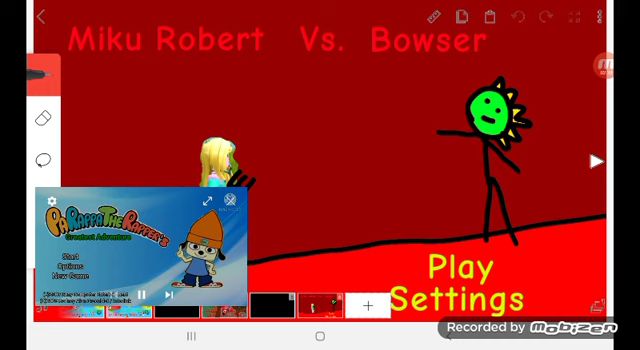 Miku Robert Vs. Bowser
PaRappa The Rapper's
Greatest Adventure
Start
Options
New Game
Play
Settings
Recorded by mobizen